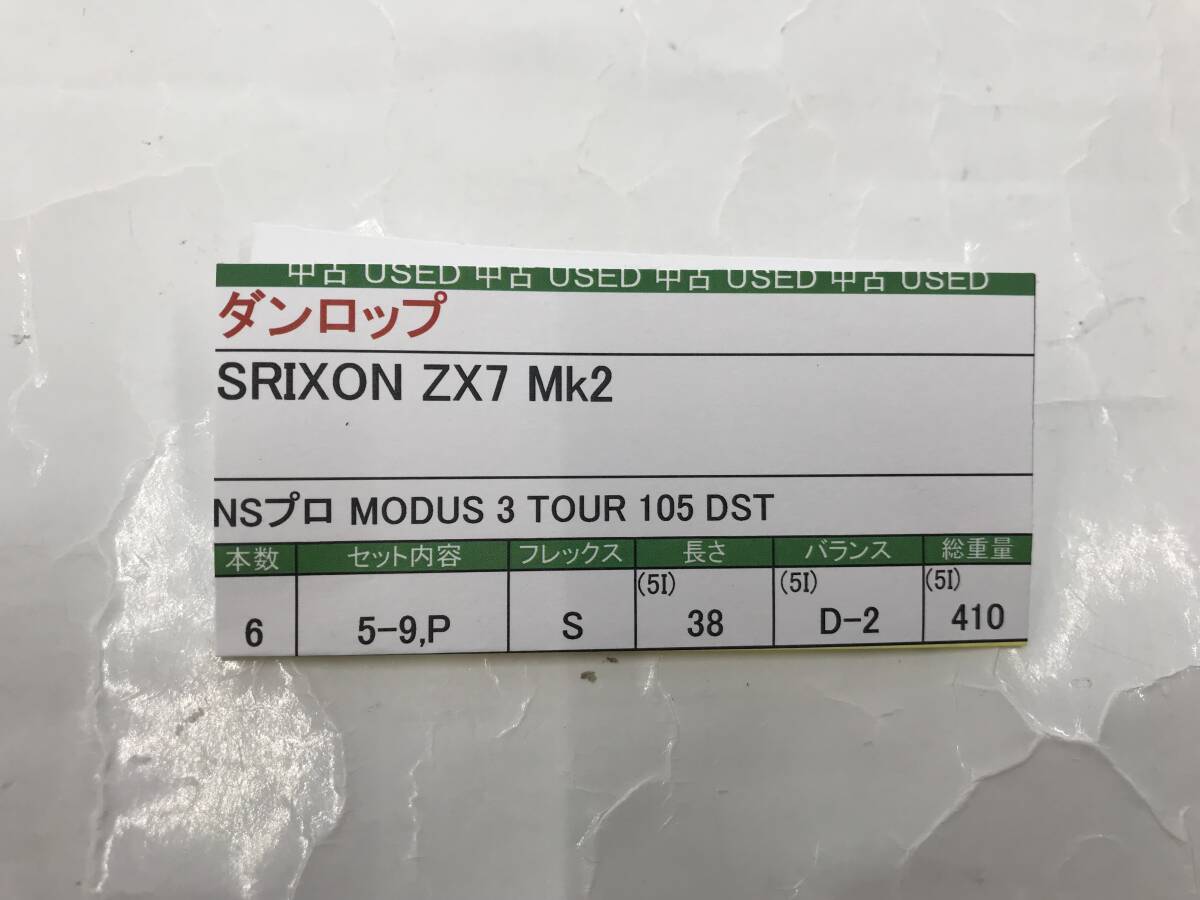 中古 USED 中古 USED 中古 USED 中古 USED
ダンロップ
SRIXON ZX7 Mk2
NSプロ MODUS 3 TOUR 105 DST
本数 セット内容 フレックス 長さ バランス 総重量
(5I) (5I) (5I)
6 5-9,P S 38 D-2 410